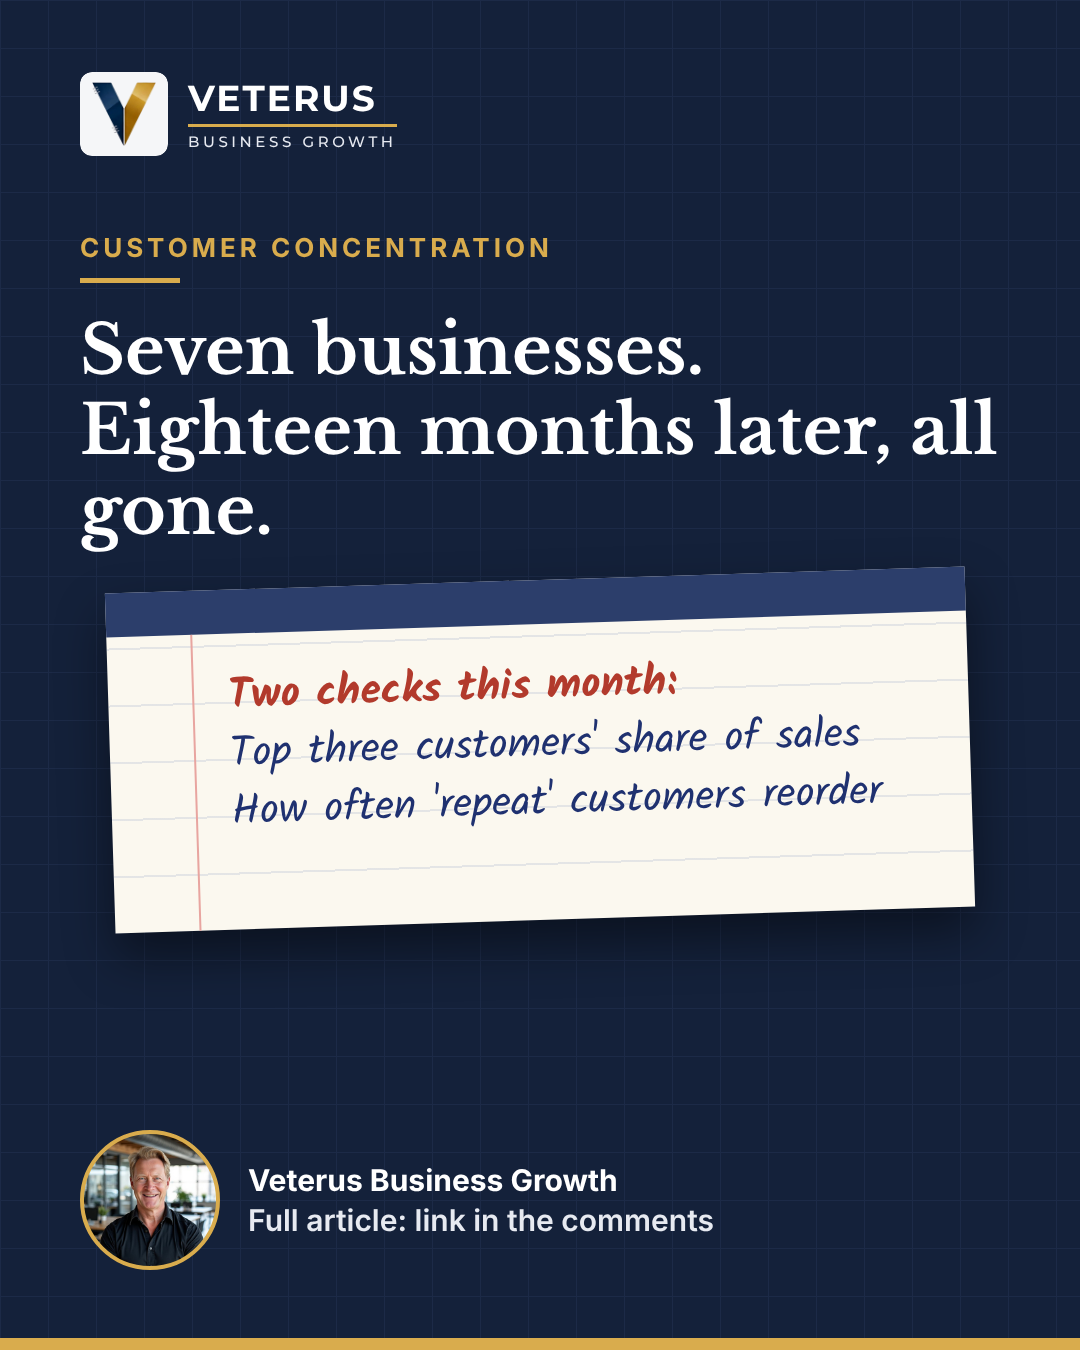 VETERUS
BUSINESS GROWTH
CUSTOMER CONCENTRATION
Seven businesses.
Eighteen months later, all
gone.
Two checks this month:
Top three customers' share of sales
How often 'repeat' customers reorder
Veterus Business Growth
Full article: link in the comments